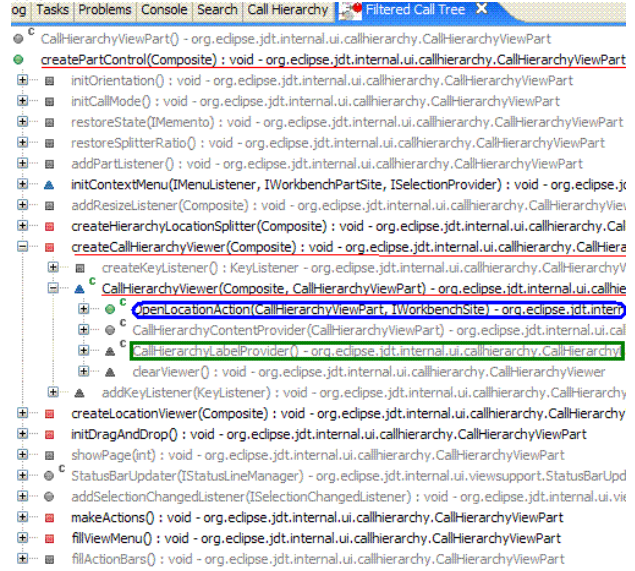 og Tasks Problems Console Search Call Hierarchy Filtered Call Tree
C CallHierarchyViewPart() - org.eclipse.jdt.internal.ui.callhierarchy.CallHierarchyViewPart
createPartControl(Composite) : void - org.eclipse.jdt.internal.ui.callhierarchy.CallHierarchyViewPart
initOrientation() : void - org.eclipse.jdt.internal.ui.callhierarchy.CallHierarchyViewPart
initCallMode() : void - org.eclipse.jdt.internal.ui.callhierarchy.CallHierarchyViewPart
restoreState(IMemento) : void - org.eclipse.jdt.internal.ui.callhierarchy.CallHierarchyViewPart
restoreSplitterRatio() : void - org.eclipse.jdt.internal.ui.callhierarchy.CallHierarchyViewPart
addPartListener() : void - org.eclipse.jdt.internal.ui.callhierarchy.CallHierarchyViewPart
initContextMenu(IMenuListener, IWorkbenchPartSite, ISelectionProvider) : void - org.eclipse.jd
addResizeListener(Composite) : void - org.eclipse.jdt.internal.ui.callhierarchy.CallHierarchyView
createHierarchyLocationSplitter(Composite) : void - org.eclipse.jdt.internal.ui.callhierarchy.Call
createCallHierarchyViewer(Composite) : void - org.eclipse.jdt.internal.ui.callhierarchy.CallHierar
createKeyListener() : KeyListener - org.eclipse.jdt.internal.ui.callhierarchy.CallHierarchyV
C CallHierarchyViewer(Composite, CallHierarchyViewPart) - org.eclipse.jdt.internal.ui.callhie
C OpenLocationAction(CallHierarchyViewPart, IWorkbenchSite) - org.eclipse.jdt.intern
C CallHierarchyContentProvider(CallHierarchyViewPart) - org.eclipse.jdt.internal.ui.cal
C CallHierarchyLabelProvider() - org.eclipse.jdt.internal.ui.callhierarchy.CallHierarchyl
clearViewer() : void - org.eclipse.jdt.internal.ui.callhierarchy.CallHierarchyViewer
addKeyListener(KeyListener) : void - org.eclipse.jdt.internal.ui.callhierarchy.CallHierarchy
createLocationViewer(Composite) : void - org.eclipse.jdt.internal.ui.callhierarchy.CallHierarchy
initDragAndDrop() : void - org.eclipse.jdt.internal.ui.callhierarchy.CallHierarchyViewPart
showPage(int) : void - org.eclipse.jdt.internal.ui.callhierarchy.CallHierarchyViewPart
C StatusBarUpdater(IStatusLineManager) - org.eclipse.jdt.internal.ui.viewsupport.StatusBarUpd
addSelectionChangedListener(ISelectionChangedListener) : void - org.eclipse.jdt.internal.ui.vie
makeActions() : void - org.eclipse.jdt.internal.ui.callhierarchy.CallHierarchyViewPart
fillViewMenu() : void - org.eclipse.jdt.internal.ui.callhierarchy.CallHierarchyViewPart
fillActionBars() : void - org.eclipse.jdt.internal.ui.callhierarchy.CallHierarchyViewPart